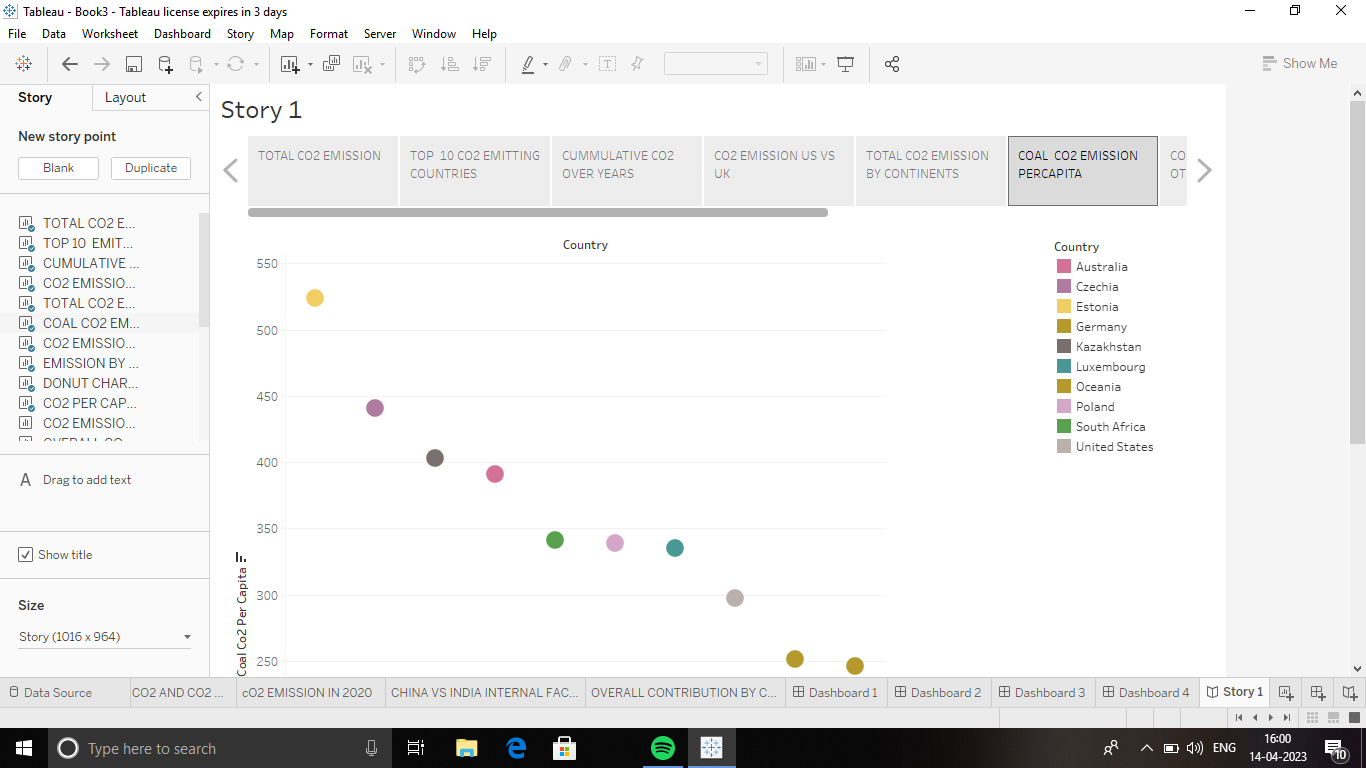 Tableau - Book3 - Tableau license expires in 3 days
File Data Worksheet Dashboard Story Map Format Server Window Help
Show Me
Story Layout
New story point
Blank Duplicate
TOTAL CO2 E...
TOP 10 EMIT...
CUMULATIVE ...
CO2 EMISSIO...
TOTAL CO2 E...
COAL CO2 EM...
CO2 EMISSIO...
EMISSION BY ...
DONUT CHAR...
CO2 PER CAP...
CO2 EMISSIO...
A Drag to add text
Show title
Size
Story (1016 x 964)
Story 1
TOTAL CO2 EMISSION
TOP 10 CO2 EMITTING
COUNTRIES
CUMMULATIVE CO2
OVER YEARS
CO2 EMISSION US VS
UK
TOTAL CO2 EMISSION
BY CONTINENTS
COAL CO2 EMISSION
PERCAPITA
CO
OT
Country
550
500
450
400
350
300
250
Coal Co2 Per Capita
Country
Australia
Czechia
Estonia
Germany
Kazakhstan
Luxembourg
Oceania
Poland
South Africa
United States
Data Source CO2 AND CO2 ... cO2 EMISSION IN 2020 CHINA VS INDIA INTERNAL FAC... OVERALL CONTRIBUTION BY C... Dashboard 1 Dashboard 2 Dashboard 3 Dashboard 4 Story 1
Type here to search
ENG
16:00
14-04-2023
10